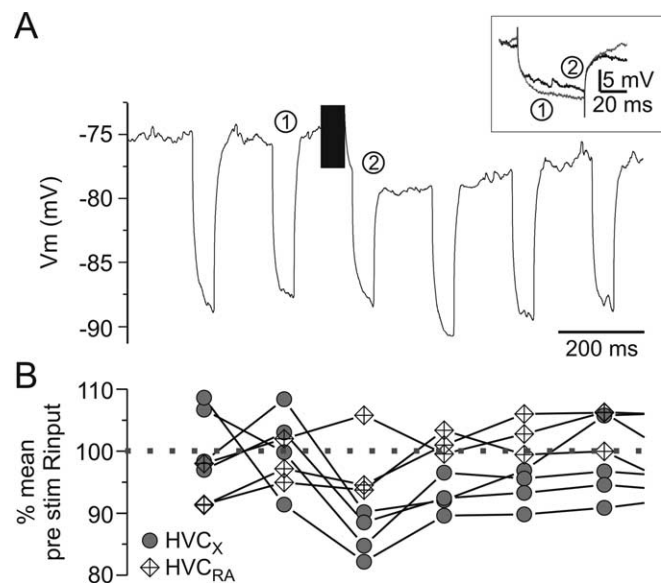 A
①
②
5 mV
20 ms
②
①
-75
-80
-85
-90
Vm (mV)
200 ms
B
110
100
90
80
% mean
pre stim Rinput
HVCX
HVCRA